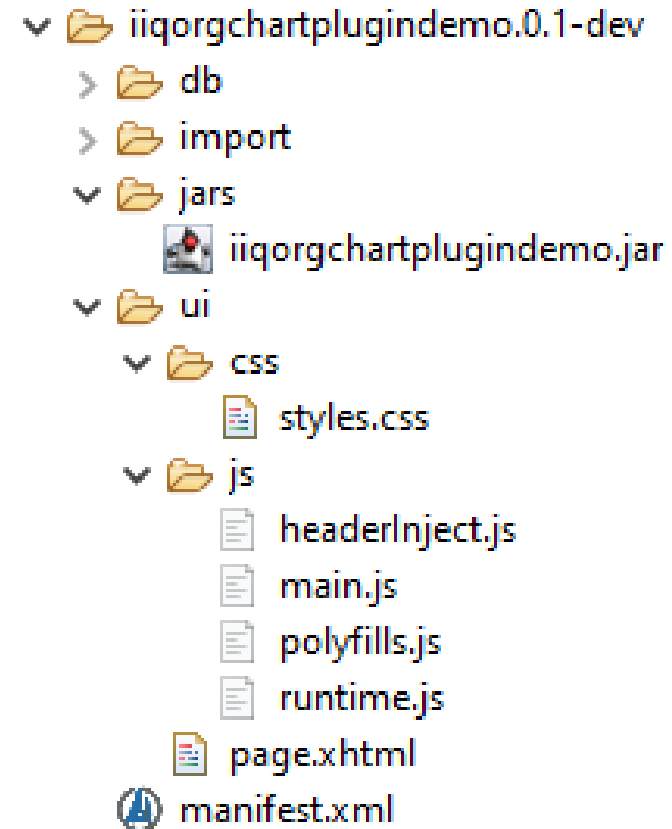 iiqorgchartplugindemo.0.1-dev
db
import
jars
iiqorgchartplugindemo.jar
ui
css
styles.css
js
headerInject.js
main.js
polyfills.js
runtime.js
page.xhtml
manifest.xml